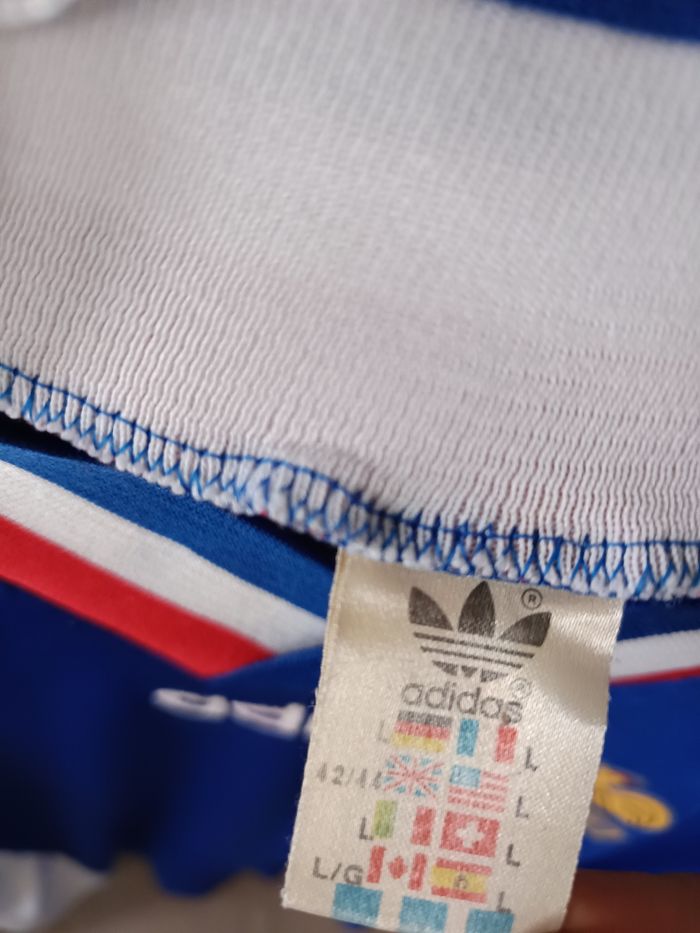 ®
adidas®
L L
42/44 L
L L
L/G L